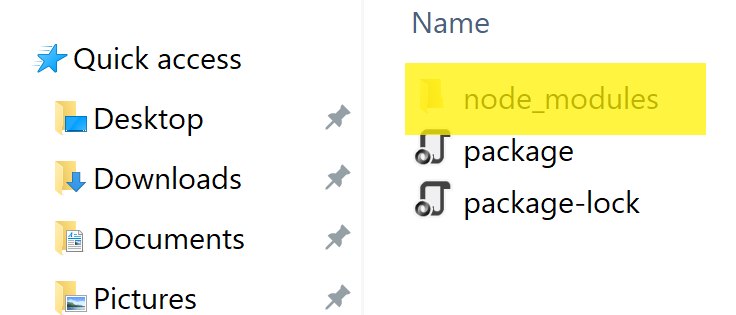 Quick access
Desktop
Downloads
Documents
Pictures
Name
node_modules
package
package-lock